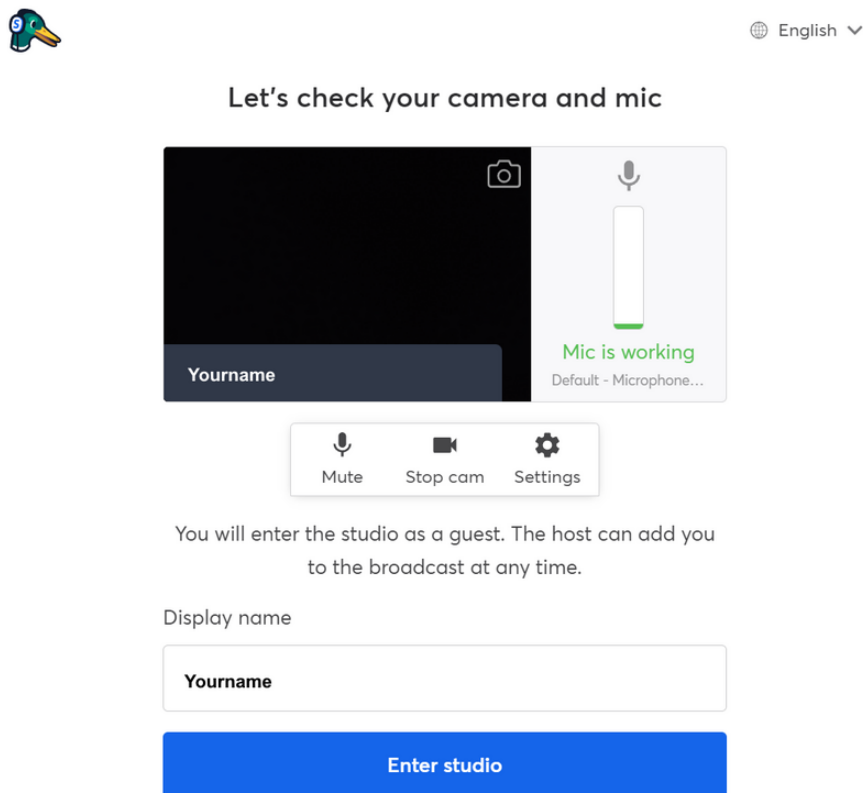 S
English
Let's check your camera and mic
Yourname
Mic is working
Default - Microphone...
Mute Stop cam Settings
You will enter the studio as a guest. The host can add you
to the broadcast at any time.
Display name
Yourname
Enter studio